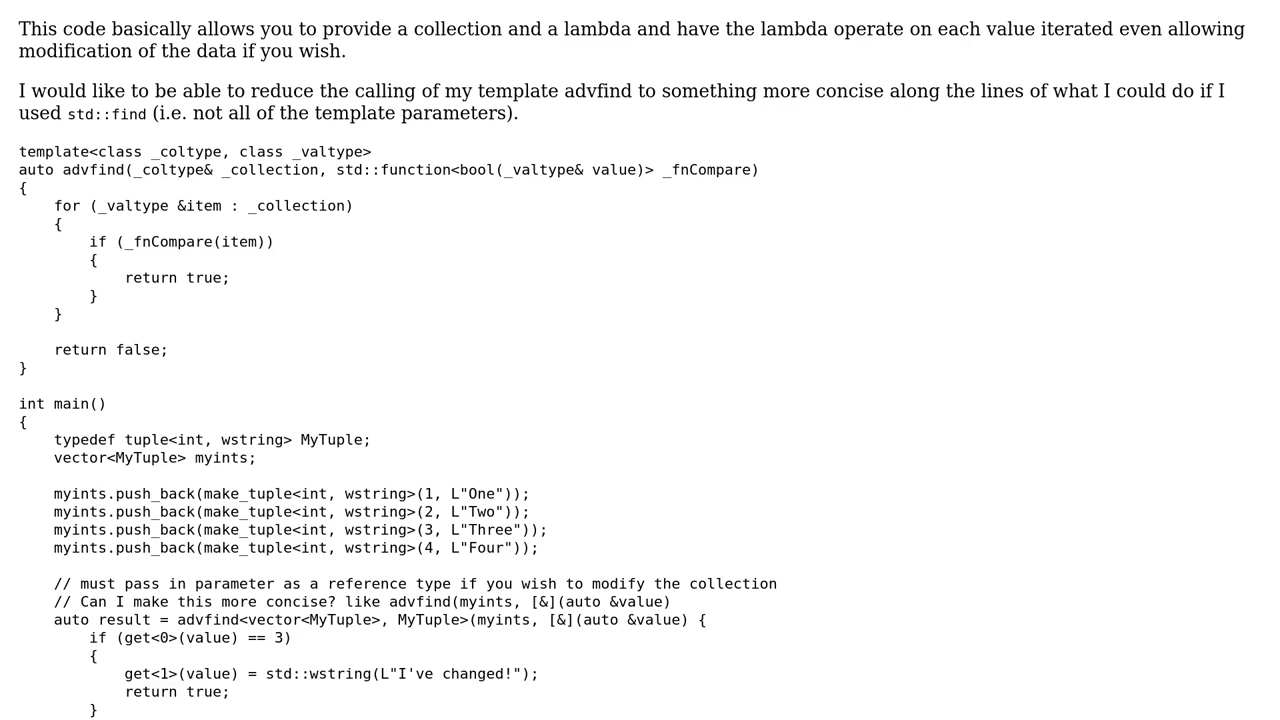 This code basically allows you to provide a collection and a lambda and have the lambda operate on each value iterated even allowing
modification of the data if you wish.
I would like to be able to reduce the calling of my template advfind to something more concise along the lines of what I could do if I
used std::find (i.e. not all of the template parameters).
template<class _coltype, class _valtype>
auto advfind(_coltype& _collection, std::function<bool(_valtype& value)> _fnCompare)
{
    for (_valtype &item : _collection)
    {
        if (_fnCompare(item))
        {
            return true;
        }
    }

    return false;
}

int main()
{
    typedef tuple<int, wstring> MyTuple;
    vector<MyTuple> myints;

    myints.push_back(make_tuple<int, wstring>(1, L"One"));
    myints.push_back(make_tuple<int, wstring>(2, L"Two"));
    myints.push_back(make_tuple<int, wstring>(3, L"Three"));
    myints.push_back(make_tuple<int, wstring>(4, L"Four"));

    // must pass in parameter as a reference type if you wish to modify the collection
    // Can I make this more concise? like advfind(myints, [&](auto &value)
    auto result = advfind<vector<MyTuple>, MyTuple>(myints, [&](auto &value) {
        if (get<0>(value) == 3)
        {
            get<1>(value) = std::wstring(L"I've changed!");
            return true;
        }